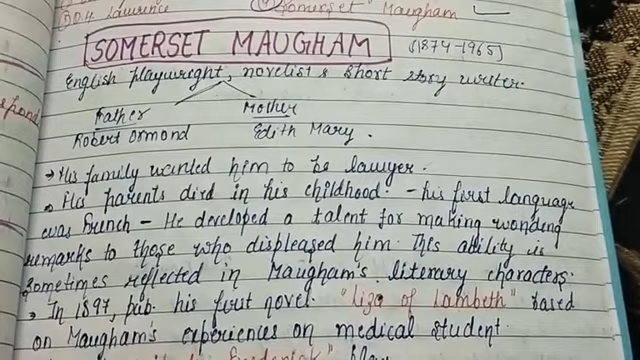 D.H. Lawrence (4) Somerset Maugham
SOMERSET MAUGHAM (1874-1965)
English playwright, novelist & short story writer.
Father Mother
Robert Ormond Edith Mary.
→ His family wanted him to be lawyer.
• His parents died in his childhood. - his first language
was French - He developed a talent for making wonding
remarks to those who displeased him. This ability is
sometimes reflected in Maugham's literary characters.
→ In 1897, pub. his first novel. "Liza of Lambeth" based
on Maugham's experiences on medical student.